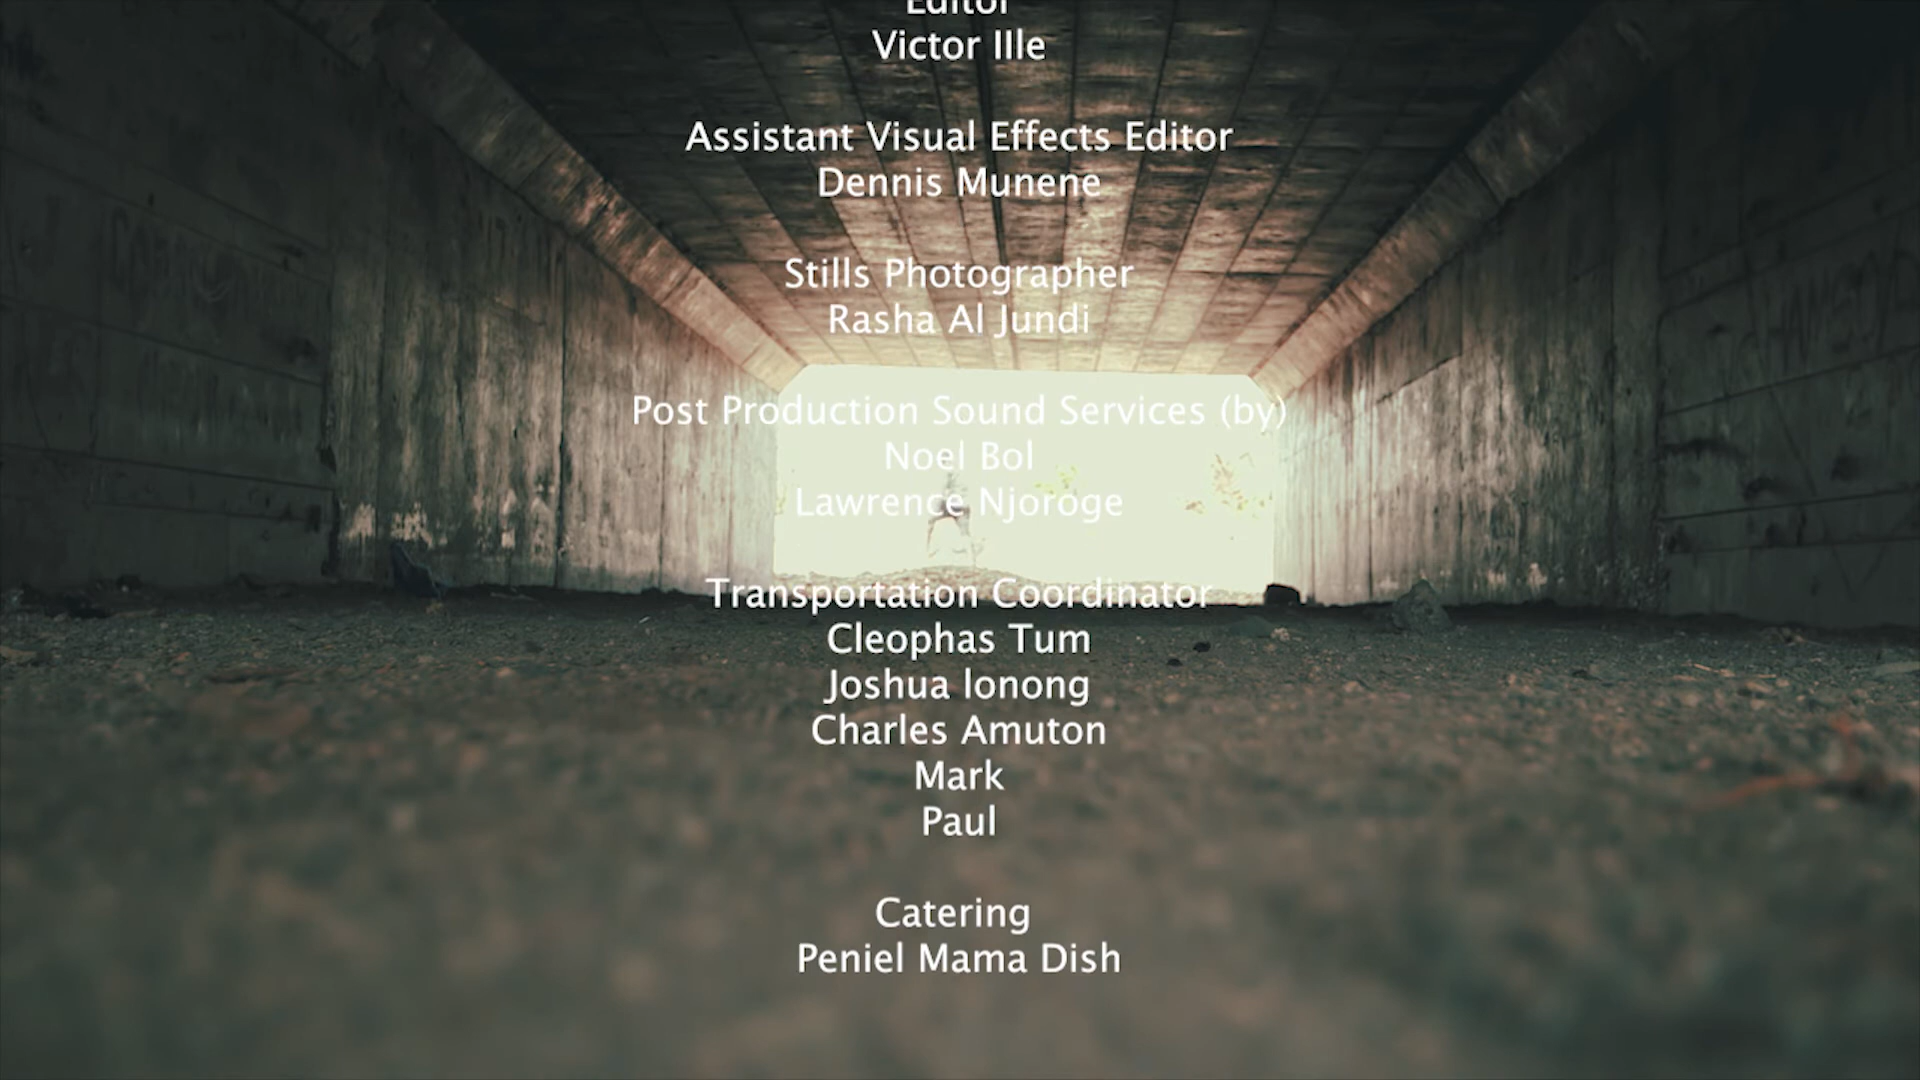 Editor
Victor Ille
Assistant Visual Effects Editor
Dennis Munene
Stills Photographer
Rasha Al Jundi
Post Production Sound Services (by)
Noel Bol
Lawrence Njoroge
Transportation Coordinator
Cleophas Tum
Joshua lonong
Charles Amuton
Mark
Paul
Catering
Peniel Mama Dish